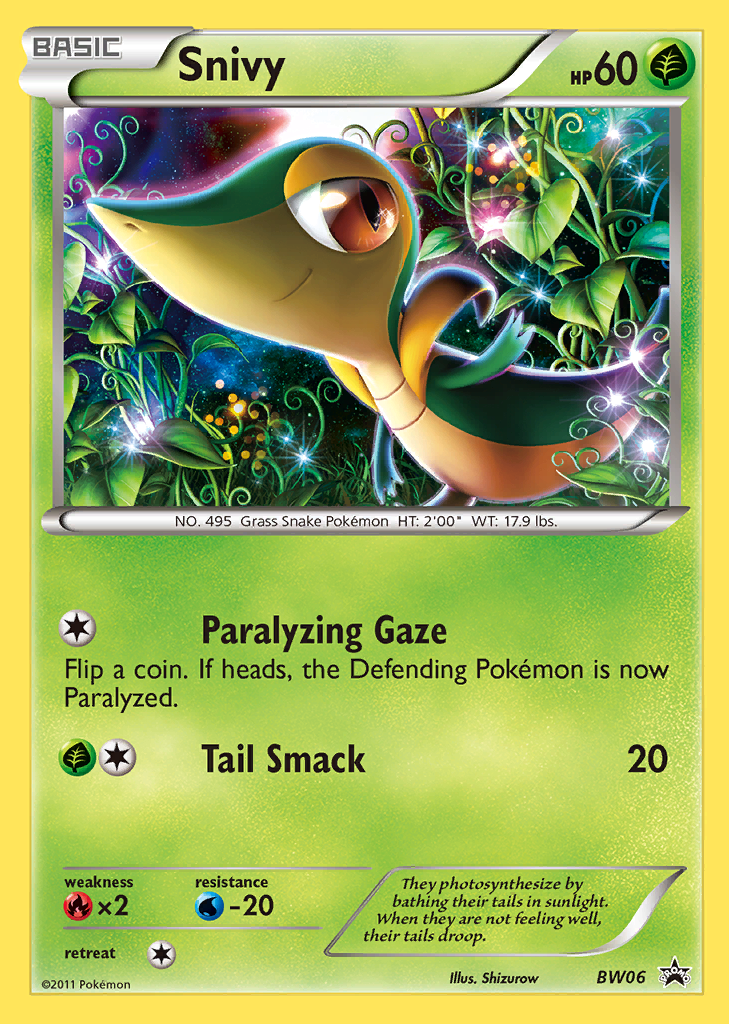 BASIC
Snivy
HP60
NO. 495 Grass Snake Pokémon HT: 2'00" WT: 17.9 lbs.
Paralyzing Gaze
Flip a coin. If heads, the Defending Pokémon is now
Paralyzed.
Tail Smack 20
weakness resistance
×2 -20
They photosynthesize by
bathing their tails in sunlight.
When they are not feeling well,
their tails droop.
retreat
©2011 Pokémon Illus. Shizurow BW06 PROMO